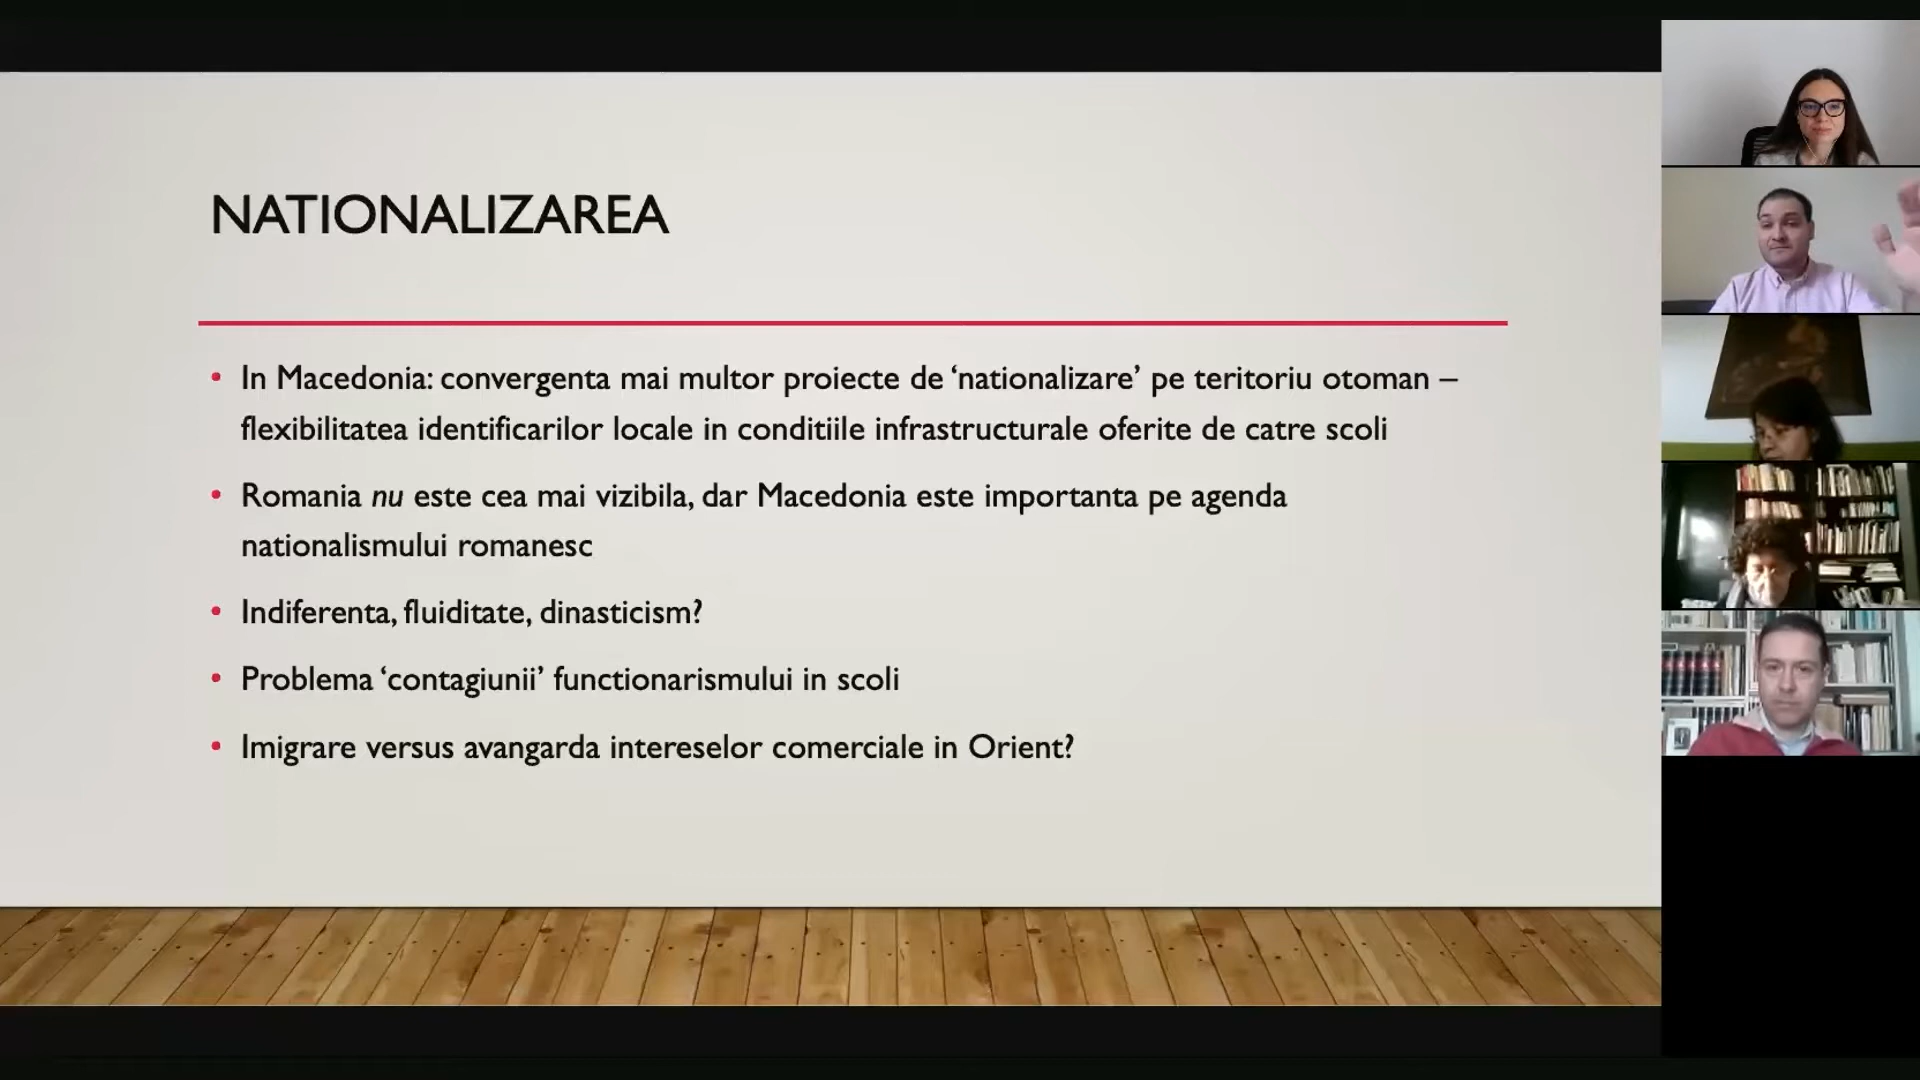 NATIONALIZAREA
• In Macedonia: convergenta mai multor proiecte de ‘nationalizare’ pe teritoriu otoman –
flexibilitatea identificarilor locale in conditiile infrastructurale oferite de catre scoli
• Romania nu este cea mai vizibila, dar Macedonia este importanta pe agenda
nationalismului romanesc
• Indiferenta, fluiditate, dinasticism?
• Problema ‘contagiunii’ functionarismului in scoli
• Imigrare versus avangarda intereselor comerciale in Orient?